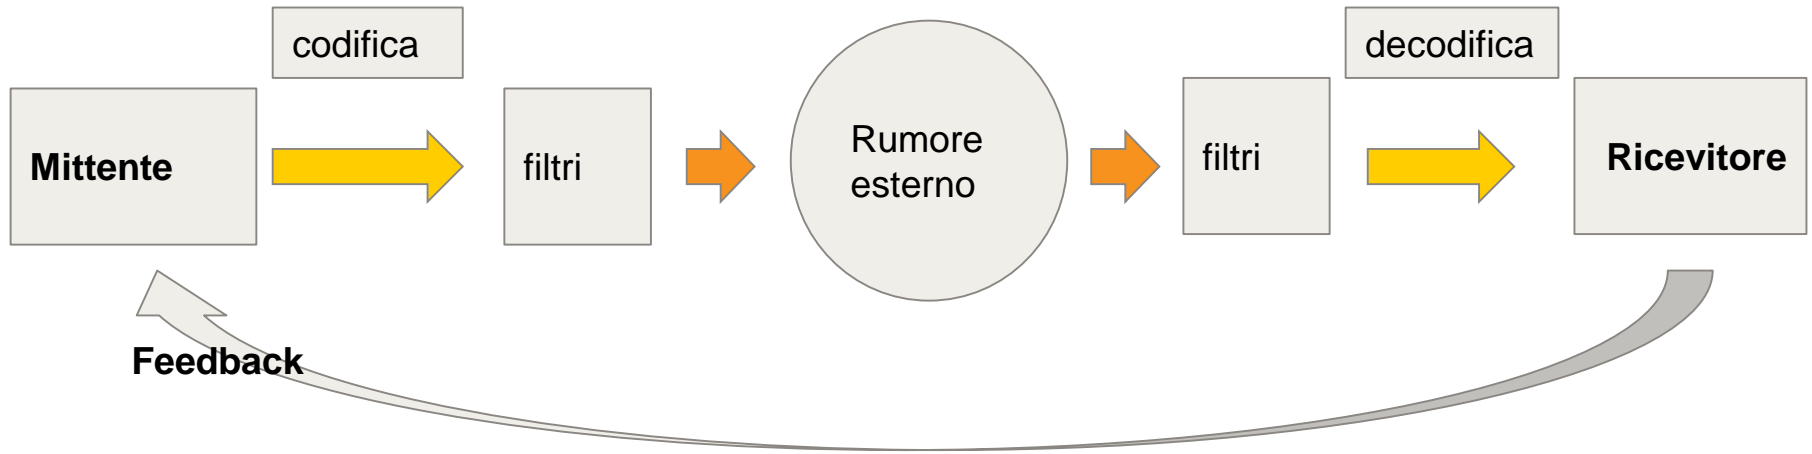 codifica
decodifica
Mittente
filtri
Rumore
esterno
filtri
Ricevitore
Feedback